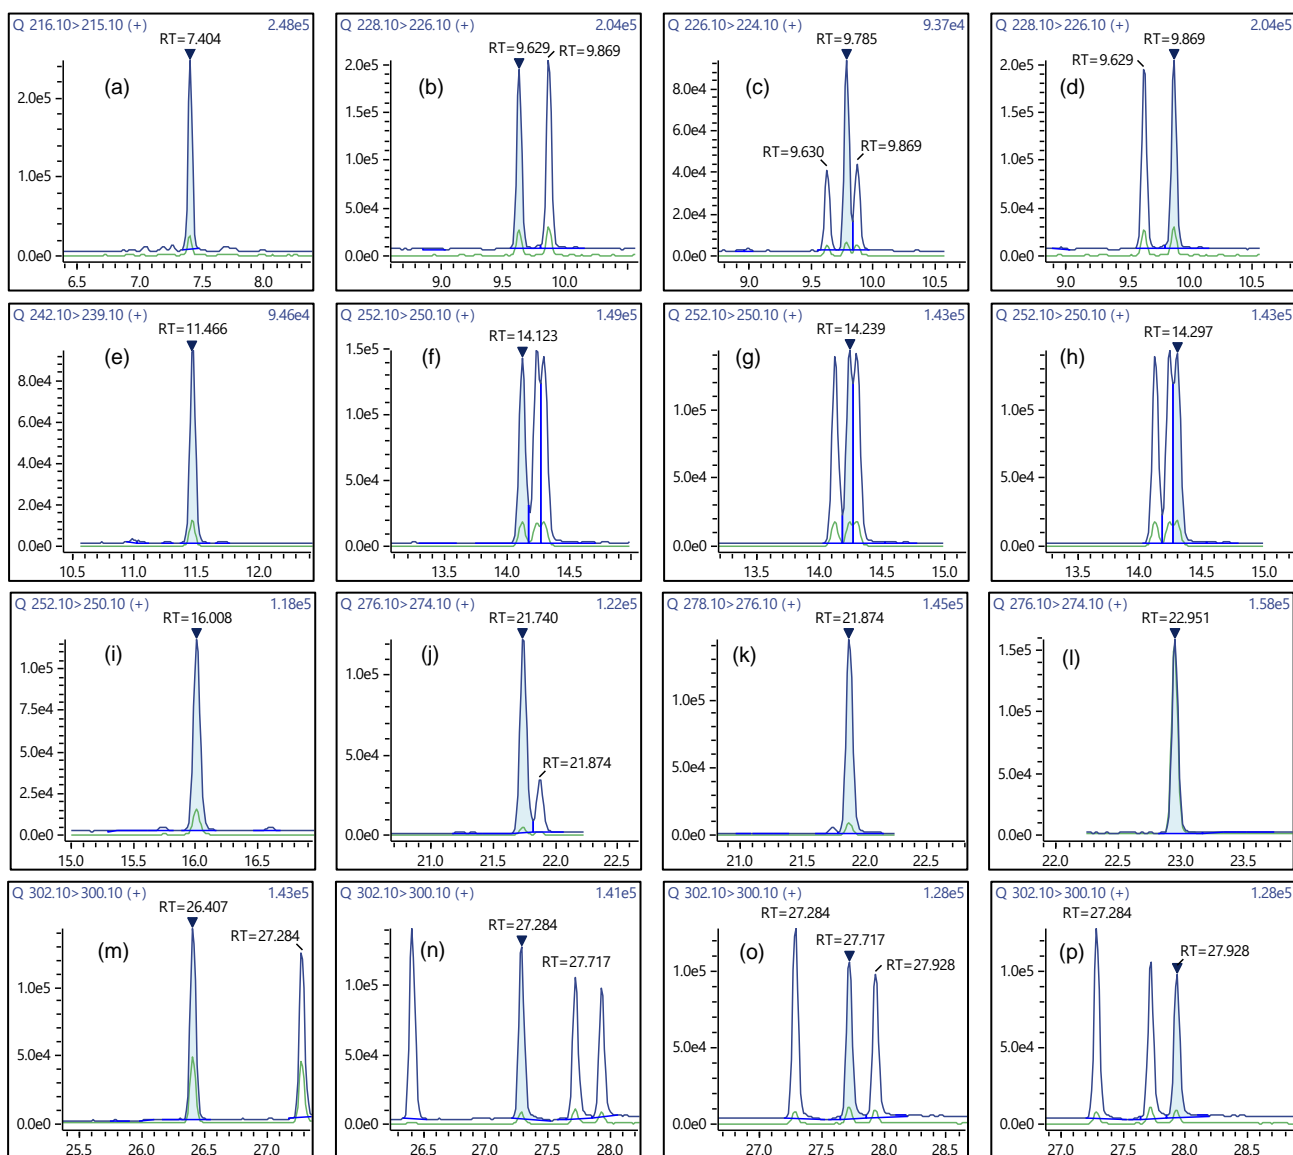 Q 216.10>215.10 (+) 2.48e5
RT=7.404
(a)
2.0e5
1.0e5
0.0e0
6.5 7.0 7.5 8.0
Q 228.10>226.10 (+) 2.04e5
RT=9.629 RT=9.869
(b)
2.0e5
1.5e5
1.0e5
5.0e4
0.0e0
9.0 9.5 10.0
Q 226.10>224.10 (+) 9.37e4
RT=9.785
(c)
8.0e4
6.0e4
RT=9.630 RT=9.869
4.0e4
2.0e4
0.0e0
9.0 9.5 10.0 10.5
Q 228.10>226.10 (+) 2.04e5
RT=9.869
RT=9.629
(d)
2.0e5
1.5e5
1.0e5
5.0e4
0.0e0
9.0 9.5 10.0 10.5
Q 242.10>239.10 (+) 9.46e4
RT=11.466
(e)
8.0e4
6.0e4
4.0e4
2.0e4
0.0e0
10.5 11.0 11.5 12.0
Q 252.10>250.10 (+) 1.49e5
RT=14.123
(f)
1.5e5
1.0e5
5.0e4
0.0e0
13.5 14.0 14.5
Q 252.10>250.10 (+) 1.43e5
RT=14.239
(g)
1.0e5
5.0e4
0.0e0
13.5 14.0 14.5 15.0
Q 252.10>250.10 (+) 1.43e5
RT=14.297
(h)
1.0e5
5.0e4
0.0e0
13.5 14.0 14.5 15.0
Q 252.10>250.10 (+) 1.18e5
RT=16.008
(i)
1.0e5
7.5e4
5.0e4
2.5e4
0.0e0
15.0 15.5 16.0 16.5
Q 276.10>274.10 (+) 1.22e5
RT=21.740
(j)
1.0e5
5.0e4
RT=21.874
0.0e0
21.0 21.5 22.0 22.5
Q 278.10>276.10 (+) 1.45e5
RT=21.874
(k)
1.0e5
5.0e4
0.0e0
21.0 21.5 22.0 22.5
Q 276.10>274.10 (+) 1.58e5
RT=22.951
(l)
1.5e5
1.0e5
5.0e4
0.0e0
22.0 22.5 23.0 23.5
Q 302.10>300.10 (+) 1.43e5
RT=26.407
RT=27.284
(m)
1.0e5
5.0e4
0.0e0
25.5 26.0 26.5 27.0
Q 302.10>300.10 (+) 1.41e5
RT=27.284
(n)
RT=27.717
1.0e5
5.0e4
0.0e0
26.5 27.0 27.5 28.0
Q 302.10>300.10 (+) 1.28e5
RT=27.284
RT=27.717
(o)
RT=27.928
1.0e5
5.0e4
0.0e0
27.0 27.5 28.0 28.5
Q 302.10>300.10 (+) 1.28e5
RT=27.284
(p)
RT=27.928
1.0e5
5.0e4
0.0e0
27.0 27.5 28.0 28.5